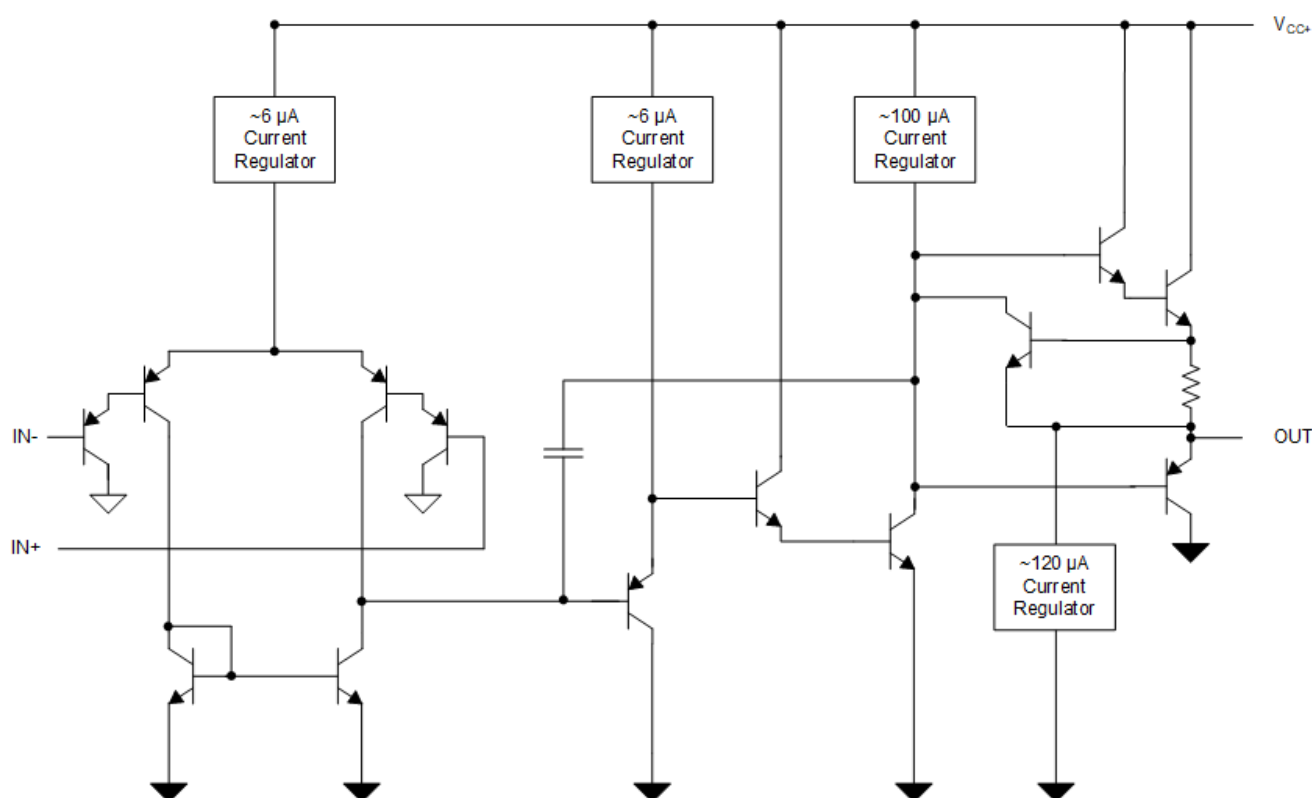 V_CC+
~6 µA
Current
Regulator
~6 µA
Current
Regulator
~100 µA
Current
Regulator
IN-
OUT
IN+
~120 µA
Current
Regulator